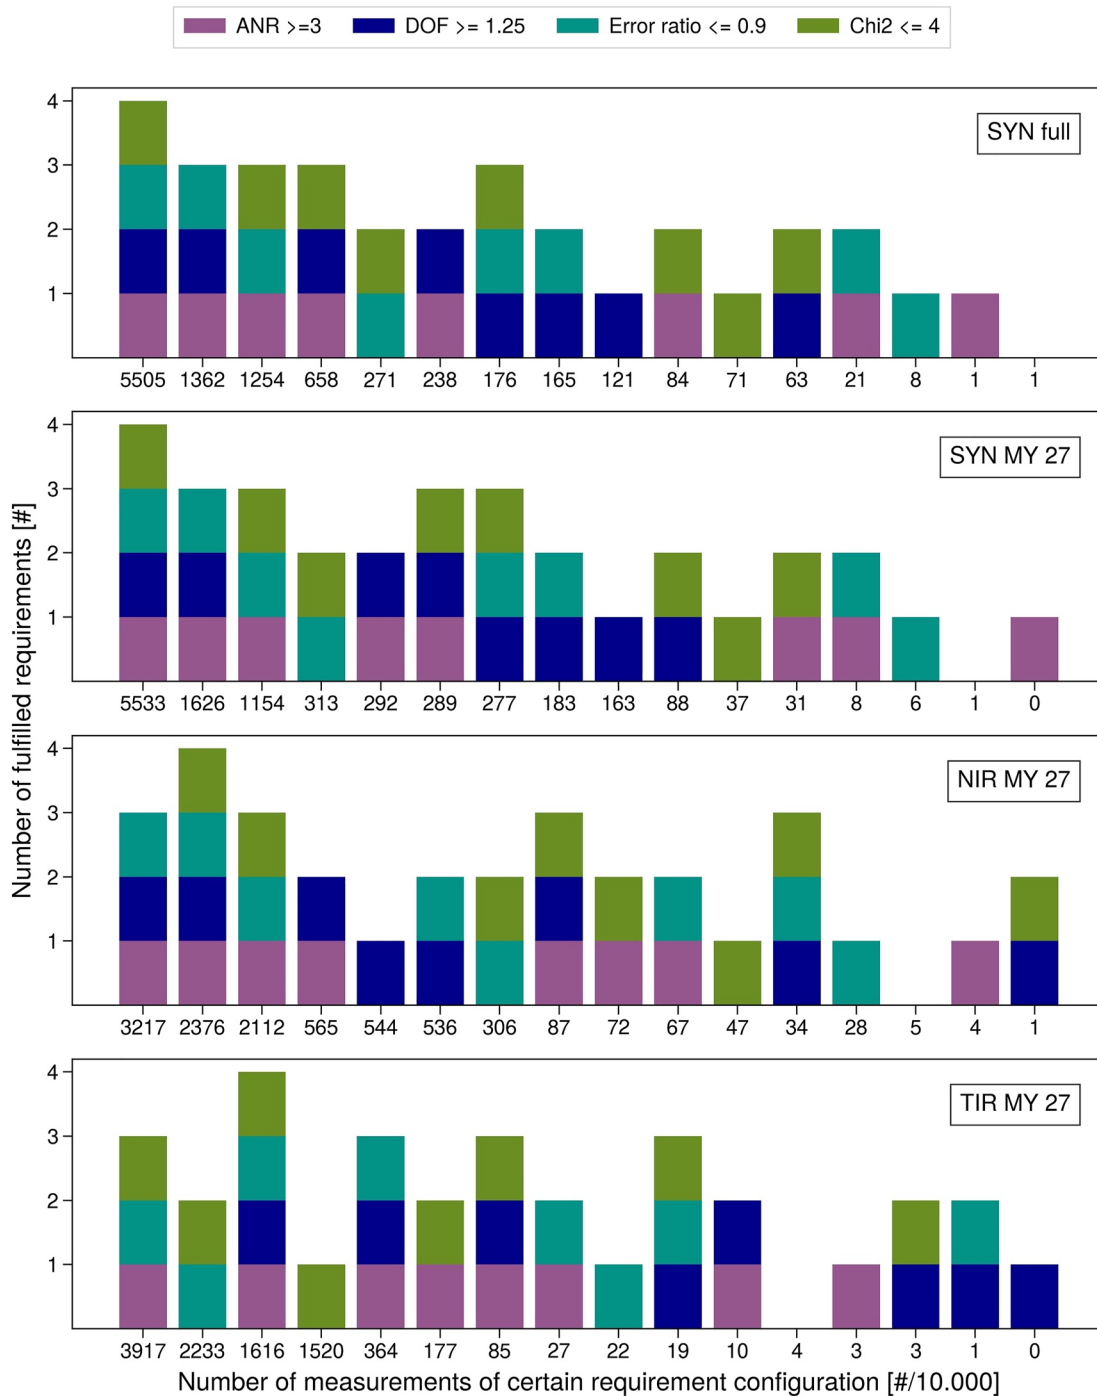 ANR >=3 DOF >= 1.25 Error ratio <= 0.9 Chi2 <= 4
SYN full
4
3
2
1
5505 1362 1254 658 271 238 176 165 121 84 71 63 21 8 1 1
SYN MY 27
4
3
2
1
5533 1626 1154 313 292 289 277 183 163 88 37 31 8 6 1 0
Number of fulfilled requirements [#]
NIR MY 27
4
3
2
1
3217 2376 2112 565 544 536 306 87 72 67 47 34 28 5 4 1
TIR MY 27
4
3
2
1
3917 2233 1616 1520 364 177 85 27 22 19 10 4 3 3 1 0
Number of measurements of certain requirement configuration [#/10.000]